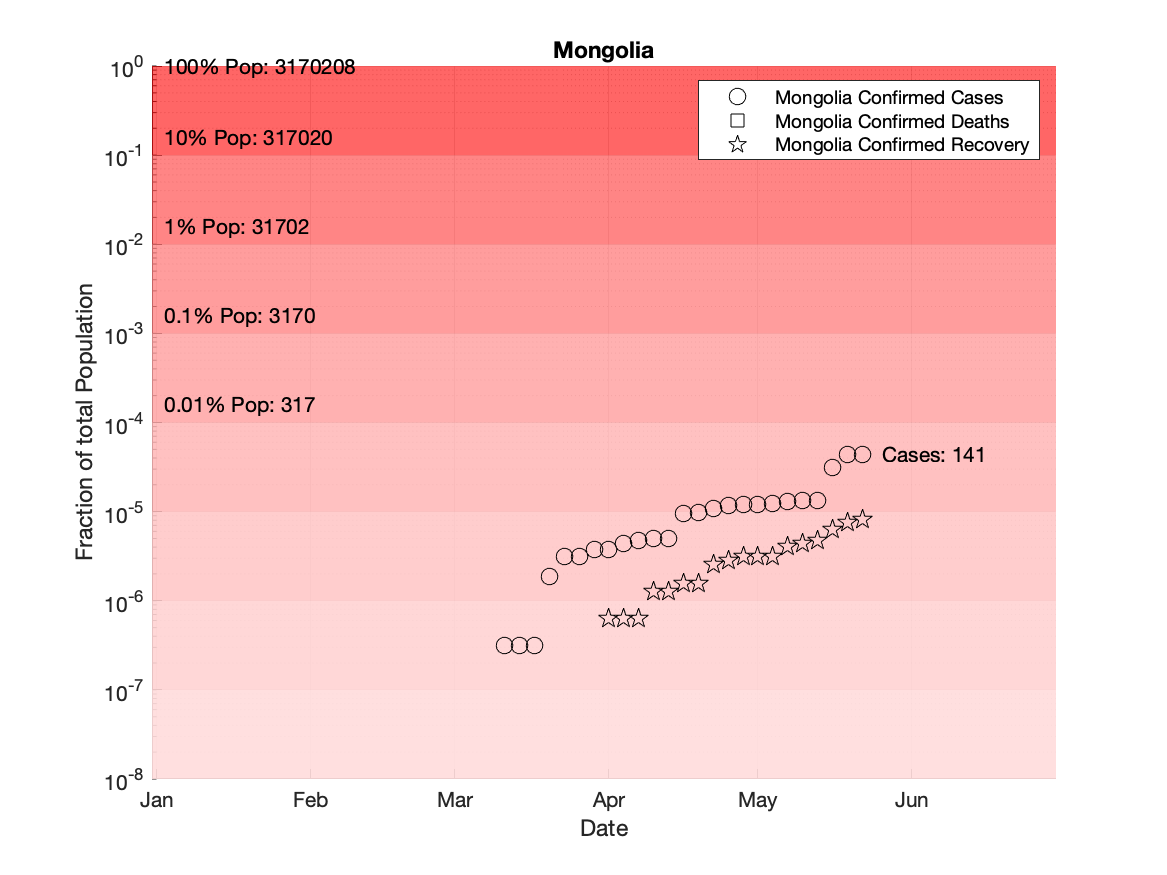 Mongolia
10^0
100% Pop: 3170208
Mongolia Confirmed Cases
Mongolia Confirmed Deaths
Mongolia Confirmed Recovery
10% Pop: 317020
10^-1
1% Pop: 31702
10^-2
0.1% Pop: 3170
10^-3
0.01% Pop: 317
10^-4
Cases: 141
10^-5
10^-6
10^-7
10^-8
Fraction of total Population
Jan Feb Mar Apr May Jun
Date